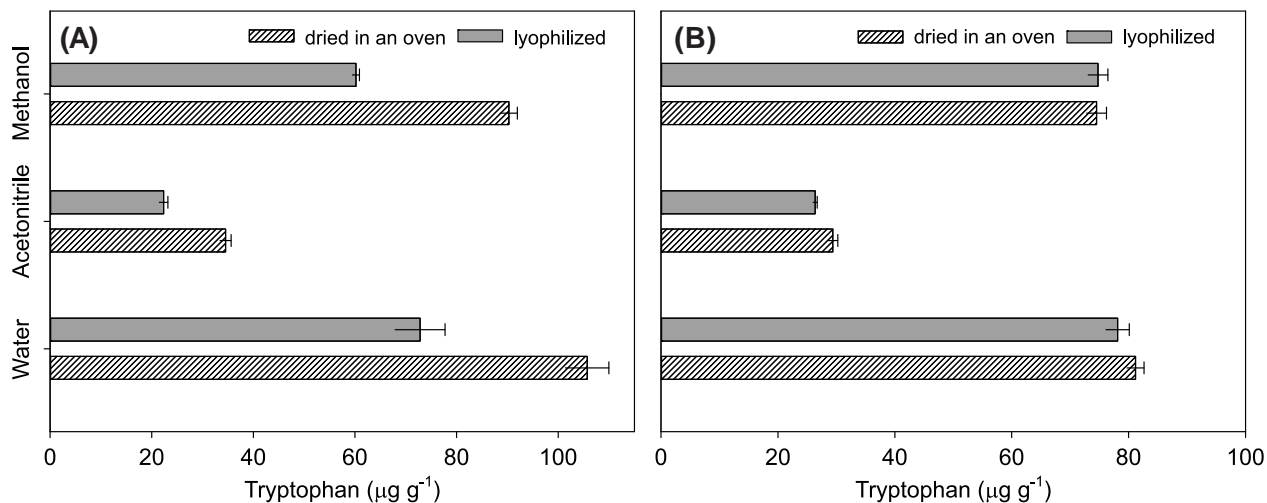 (A)
dried in an oven
lyophilized
Methanol
Acetonitrile
Water
0 20 40 60 80 100
Tryptophan (μg g⁻¹)
(B)
dried in an oven
lyophilized
0 20 40 60 80 100
Tryptophan (μg g⁻¹)